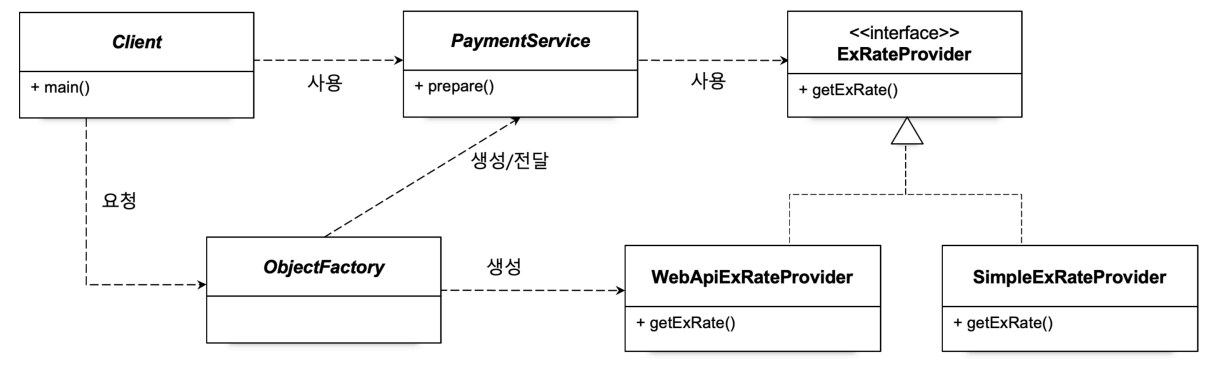 Client
+ main()
사용
PaymentService
+ prepare()
사용
<<interface>>
ExRateProvider
+ getExRate()
요청
생성/전달
ObjectFactory
생성
WebApiExRateProvider
+ getExRate()
SimpleExRateProvider
+ getExRate()